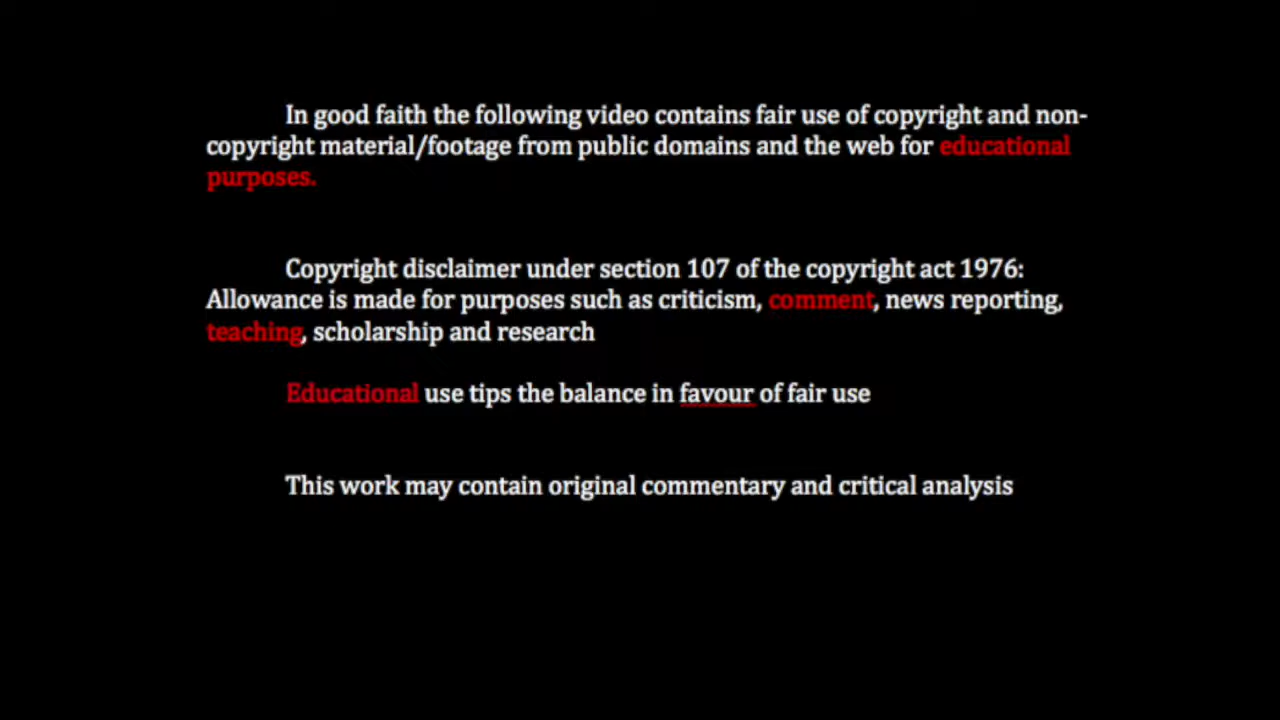 In good faith the following video contains fair use of copyright and non-
copyright material/footage from public domains and the web for educational
purposes.
Copyright disclaimer under section 107 of the copyright act 1976:
Allowance is made for purposes such as criticism, comment, news reporting,
teaching, scholarship and research
Educational use tips the balance in favour of fair use
This work may contain original commentary and critical analysis